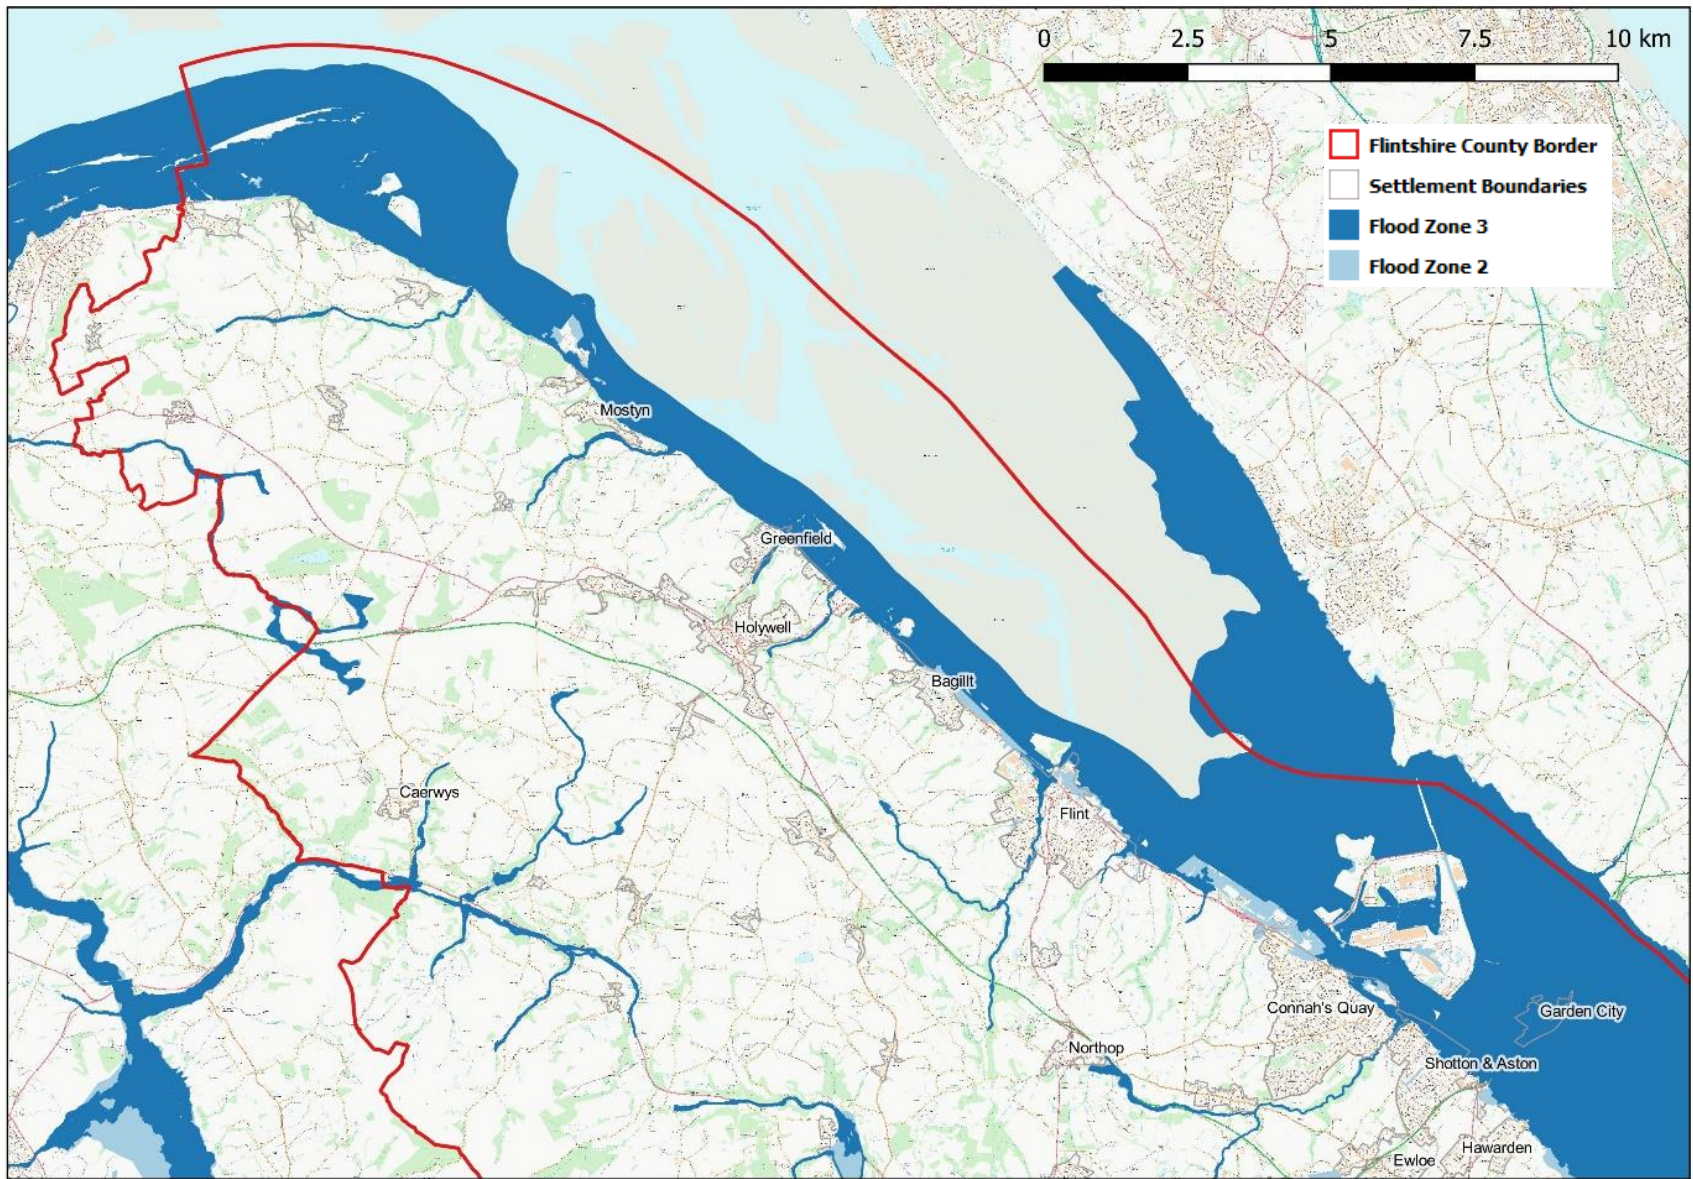 0 2.5 5 7.5 10 km
Flintshire County Border
Settlement Boundaries
Flood Zone 3
Flood Zone 2
Mostyn
Greenfield
Holywell
Bagillt
Caerwys
Flint
Connah's Quay
Garden City
Northop
Shotton & Aston
Hawarden
Ewloe